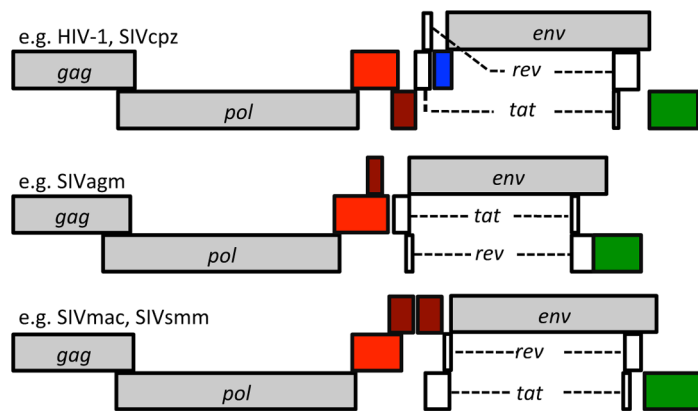 e.g. HIV-1, SIVcpz
env
gag
rev
pol
tat
e.g. SIVagm
env
gag
tat
pol
rev
e.g. SIVmac, SIVsmm
env
gag
rev
pol
tat